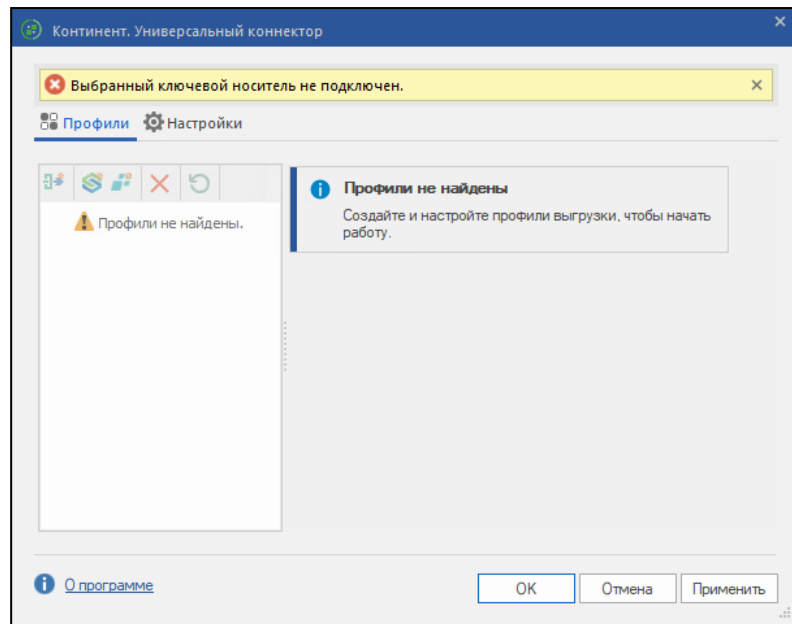 Континент. Универсальный коннектор
Выбранный ключевой носитель не подключен.
Профили
Настройки
Профили не найдены.
Профили не найдены
Создайте и настройте профили выгрузки, чтобы начать
работу.
О программе
ОК
Отмена
Применить